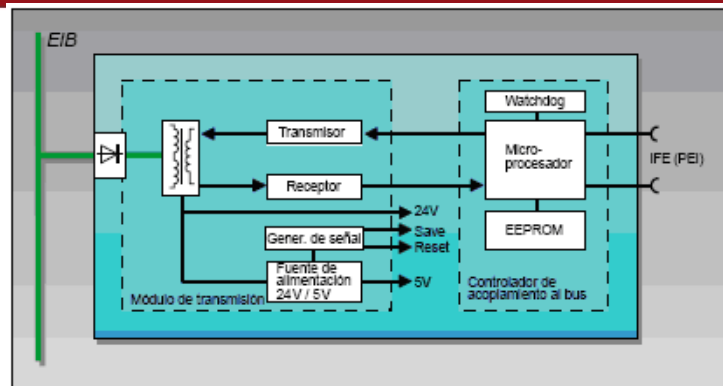 EIB
Watchdog
Transmisor
Micro-
procesador
IFE (PEI)
Receptor
24V
Save
Gener. de señal
Reset
EEPROM
Fuente de
alimentación
24V / 5V
5V
Módulo de transmisión
Controlador de
acoplamiento al bus